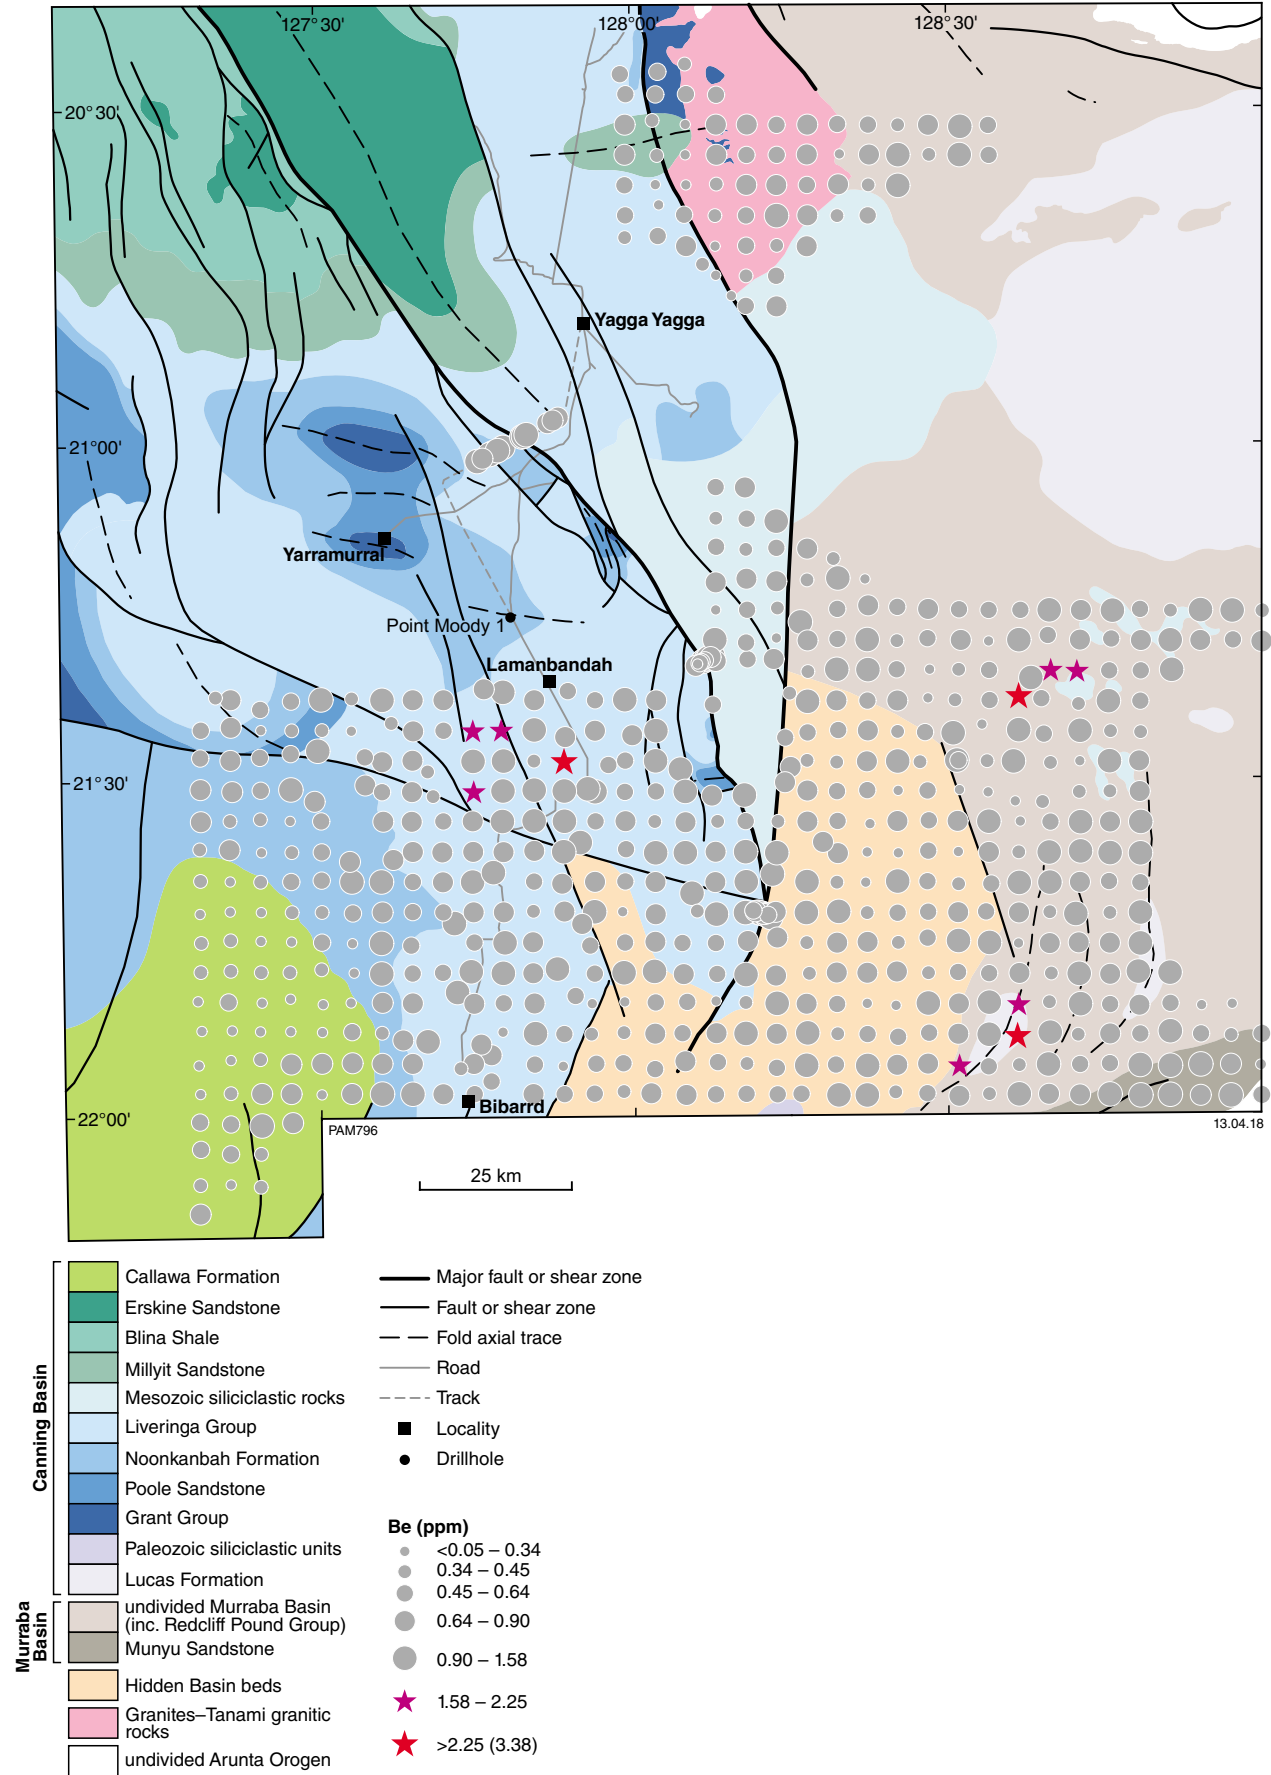 127°30'
128°00'
128°30'
20°30'
Yagga Yagga
21°00'
Yarramurral
Point Moody 1
Lamanbandah
21°30'
Bibarrd
22°00'
PAM796
13.04.18
25 km
Canning Basin
Callawa Formation
Erskine Sandstone
Blina Shale
Millyit Sandstone
Mesozoic siliciclastic rocks
Liveringa Group
Noonkanbah Formation
Poole Sandstone
Grant Group
Paleozoic siliciclastic units
Lucas Formation
Murraba
Basin
undivided Murraba Basin
(inc. Redcliff Pound Group)
Munyu Sandstone
Hidden Basin beds
Granites–Tanami granitic
rocks
undivided Arunta Orogen
Major fault or shear zone
Fault or shear zone
Fold axial trace
Road
Track
Locality
Drillhole
Be (ppm)
<0.05 – 0.34
0.34 – 0.45
0.45 – 0.64
0.64 – 0.90
0.90 – 1.58
1.58 – 2.25
>2.25 (3.38)